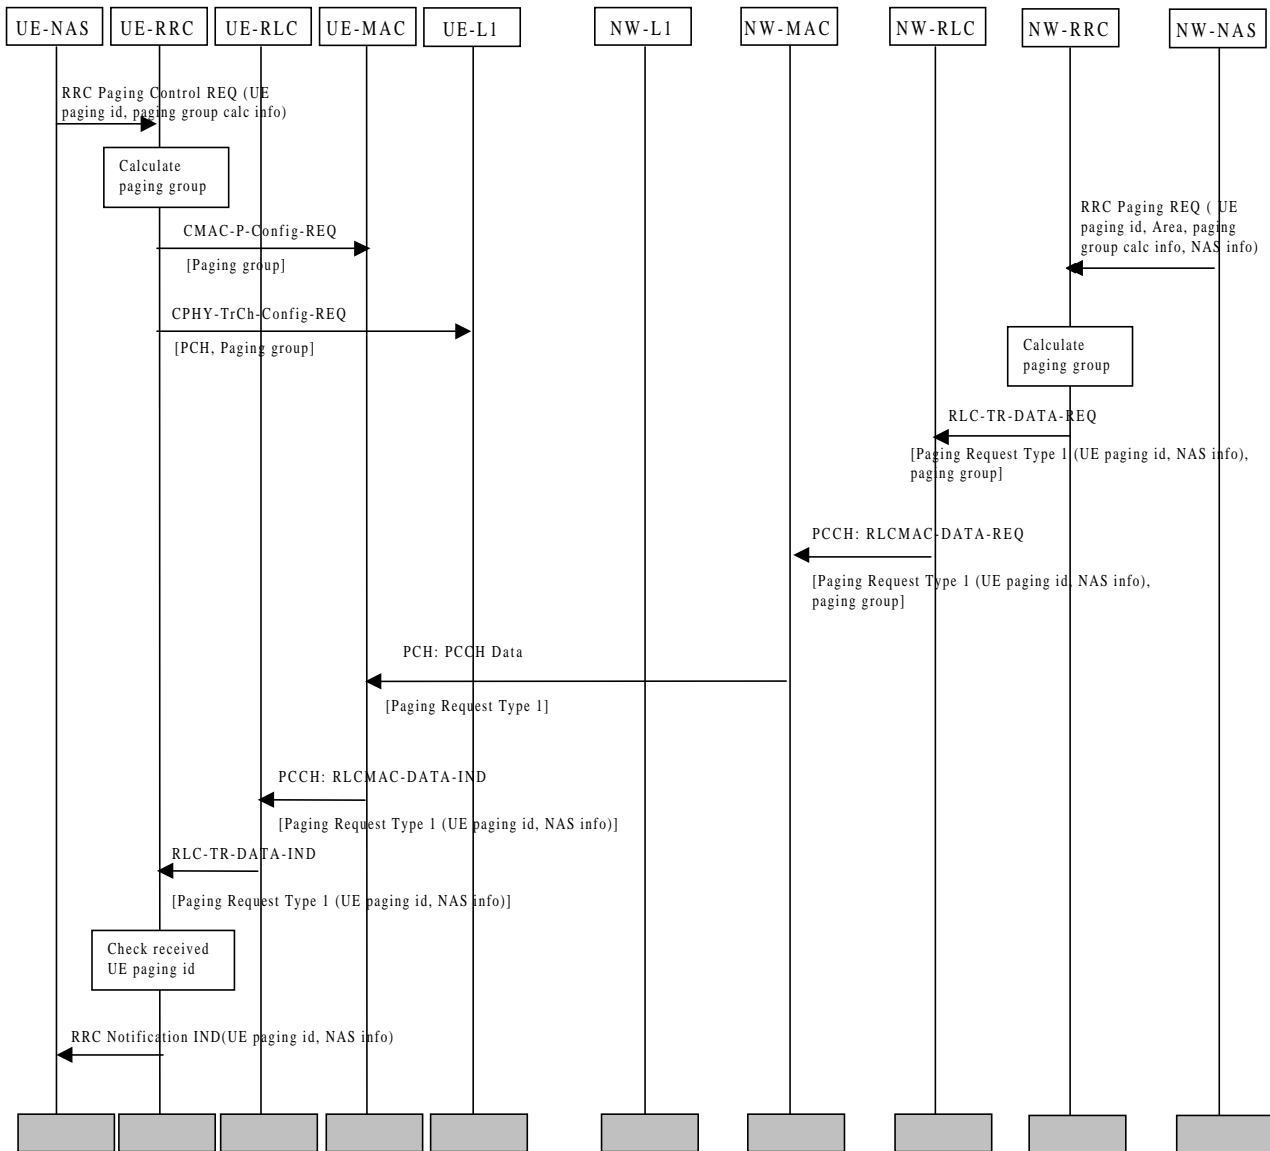 UE-NAS UE-RRC UE-RLC UE-MAC UE-L1 NW-L1 NW-MAC NW-RLC NW-RRC NW-NAS
RRC Paging Control REQ (UE
paging id, paging group calc info)
Calculate
paging group
RRC Paging REQ ( UE
paging id, Area, paging
group calc info, NAS info)
CMAC-P-Config-REQ
[Paging group]
CPHY-TrCh-Config-REQ
[PCH, Paging group]
Calculate
paging group
RLC-TR-DATA-REQ
[Paging Request Type 1 (UE paging id, NAS info),
paging group]
PCCH: RLCMAC-DATA-REQ
[Paging Request Type 1 (UE paging id, NAS info),
paging group]
PCH: PCCH Data
[Paging Request Type 1]
PCCH: RLCMAC-DATA-IND
[Paging Request Type 1 (UE paging id, NAS info)]
RLC-TR-DATA-IND
[Paging Request Type 1 (UE paging id, NAS info)]
Check received
UE paging id
RRC Notification IND(UE paging id, NAS info)